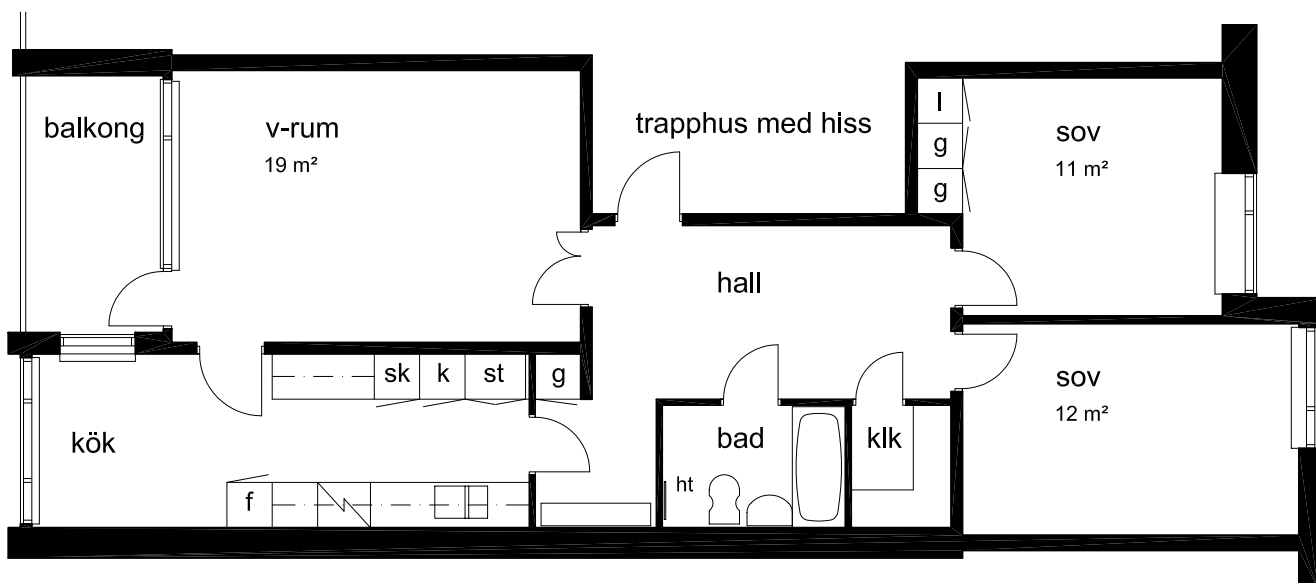 balkong
v-rum
19 m²
trapphus med hiss
l
g
g
sov
11 m²
hall
sk
k
st
g
sov
12 m²
kök
bad
klk
f
ht